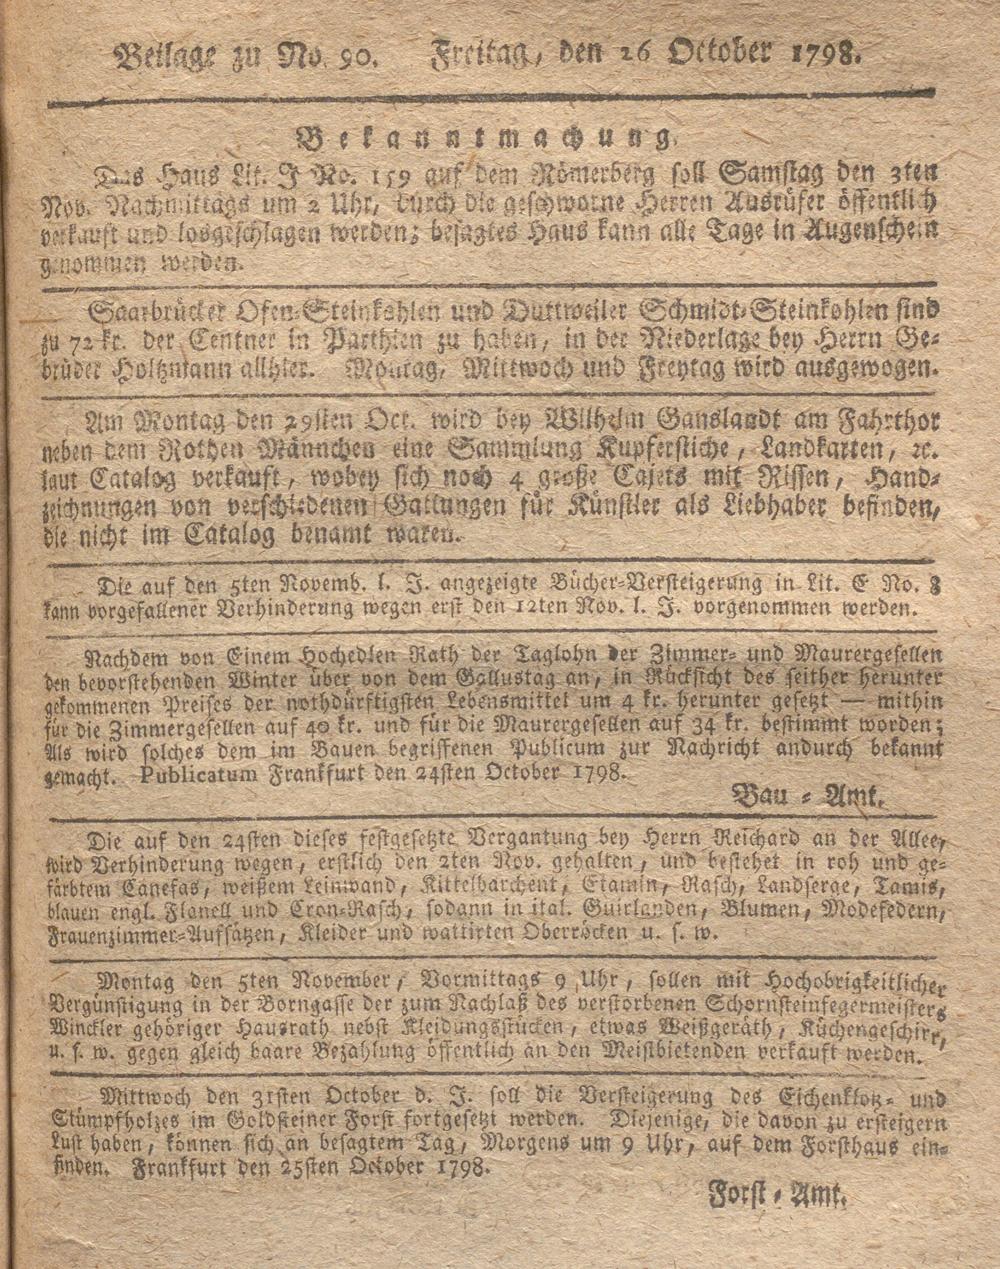 Beilage zu No. 90. Freitag, den 26 October 1798.
Bekanntmachung.
Das Haus Lit. J No. 159 auf dem Römerberg soll Samstag den 3ten
Nov. Nachmittags um 2 Uhr, durch die geschworne Herren Ausrüfer öffentlich
verkauft und losgeschlagen werden; besagtes Haus kann alle Tage in Augenschein
genommen werden.
Saarbrücker Ofen-Steinkohlen und Duttweiler Schmidt-Steinkohlen sind
zu 72 kr. der Centner in Parthien zu haben, in der Niederlage bey Herrn Ge-
brüder Holtzmann allhier. Montag, Mittwoch und Freytag wird ausgewogen.
Am Montag den 29sten Oct. wird bey Wilhelm Ganslandt am Fahrthor
neben dem Rothen Männchen eine Sammlung Kupferstiche, Landkarten, ꝛc.
laut Catalog verkauft, wobey sich noch 4 große Cajets mit Rissen, Hand-
zeichnungen von verschiedenen Gattungen für Künstler als Liebhaber befinden,
die nicht im Catalog benamt waren.
Die auf den 5ten Novemb. l. J. angezeigte Bücher-Versteigerung in Lit. E No. 3
kann vorgefallener Verhinderung wegen erst den 12ten Nov. l. J. vorgenommen werden.
Nachdem von Einem Hochedlen Rath der Taglohn der Zimmer- und Maurergesellen
den bevorstehenden Winter über von dem Gallustag an, in Rücksicht des seither herunter
gekommenen Preises der nothdürftigsten Lebensmittel um 4 kr. herunter gesetzt — mithin
für die Zimmergesellen auf 40 kr. und für die Maurergesellen auf 34 kr. bestimmt worden;
Als wird solches dem im Bauen begriffenen Publicum zur Nachricht andurch bekannt
gemacht. Publicatum Frankfurt den 24sten October 1798.
Bau-Amt.
Die auf den 24sten dieses festgesetzte Vergantung bey Herrn Reichard an der Allee,
wird Verhinderung wegen, erstlich den 2ten Nov. gehalten, und bestehet in roh und ge-
färbtem Canefas, weißem Leinwand, Kittelbarchent, Etamin, Rasch, Landserge, Tamis,
blauen engl. Flanell und Cron-Rasch, sodann in ital. Guirlanden, Blumen, Modefedern,
Frauenzimmer-Aufsätzen, Kleider und wattirten Oberröcken u. s. w.
Montag den 5ten November, Vormittags 9 Uhr, sollen mit Hochobrigkeitlicher
Vergünstigung in der Borngasse der zum Nachlaß des verstorbenen Schornsteinfegermeisters
Winckler gehöriger Hausrath nebst Kleidungsstücken, etwas Weißgeräth, Küchengeschirr,
u. s. w. gegen gleich baare Bezahlung öffentlich an den Meistbietenden verkauft werden.
Mittwoch den 31sten October d. J. soll die Versteigerung des Eichenklotz- und
Stümpfholzes im Goldsteiner Forst fortgesetzt werden. Diejenige, die davon zu ersteigern
Lust haben, können sich an besagtem Tag, Morgens um 9 Uhr, auf dem Forsthaus ein-
finden. Frankfurt den 25sten October 1798.
Forst-Amt.